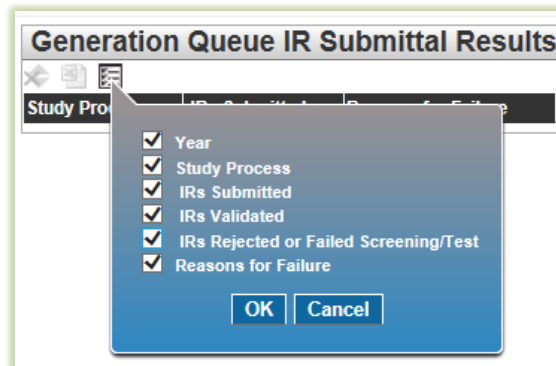 Generation Queue IR Submittal Results
Study Pro
Year
Study Process
IRs Submitted
IRs Validated
IRs Rejected or Failed Screening/Test
Reasons for Failure
OK Cancel